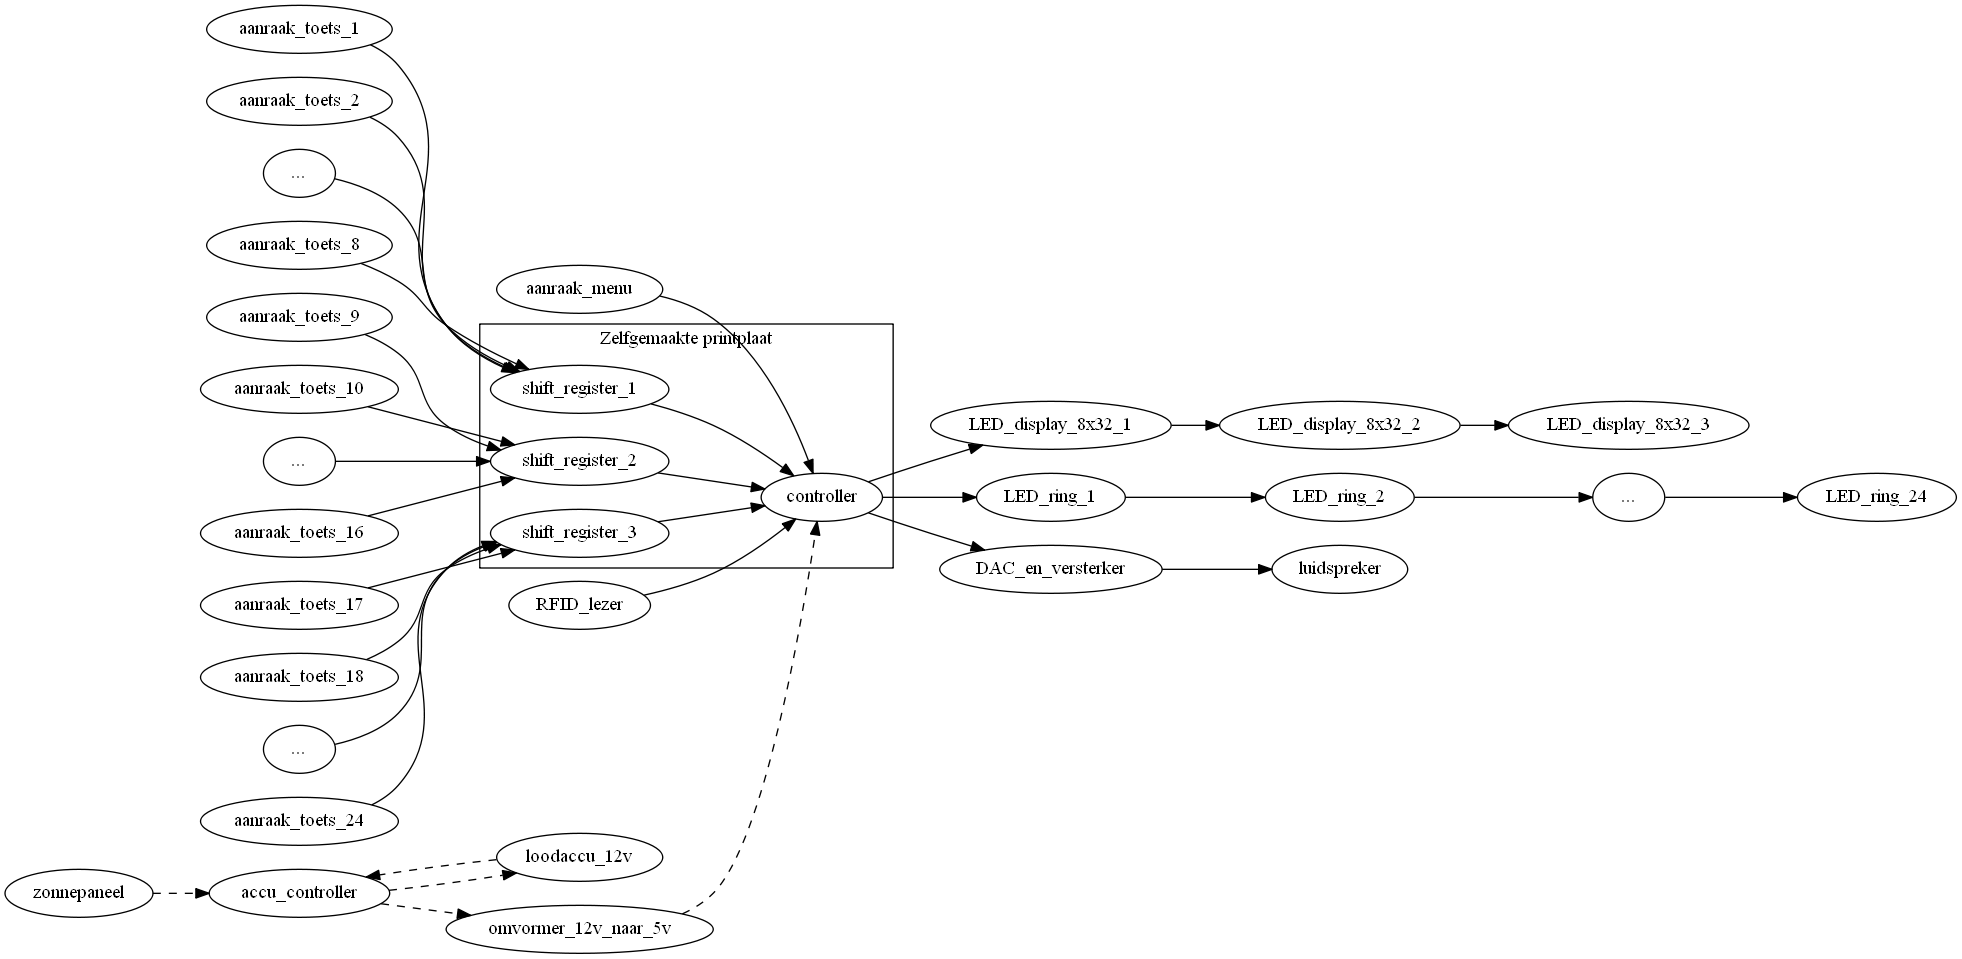 aanraak_toets_1
aanraak_toets_2
...
aanraak_toets_8
aanraak_toets_9
aanraak_toets_10
...
aanraak_toets_16
aanraak_toets_17
aanraak_toets_18
...
aanraak_toets_24
zonnepaneel
accu_controller
loodaccu_12v
omvormer_12v_naar_5v
aanraak_menu
Zelfgemaakte printplaat
shift_register_1
shift_register_2
shift_register_3
RFID_lezer
controller
LED_display_8x32_1
LED_display_8x32_2
LED_display_8x32_3
LED_ring_1
LED_ring_2
...
LED_ring_24
DAC_en_versterker
luidspreker